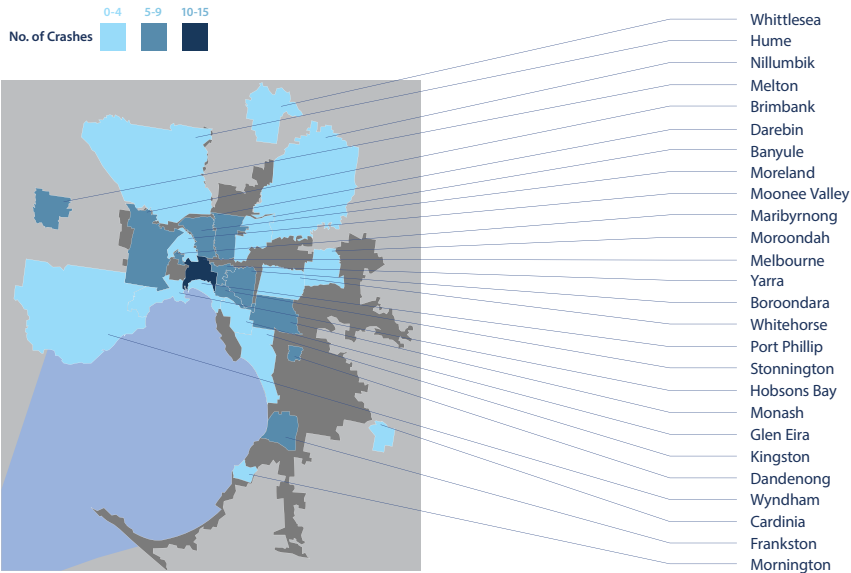 0-4 5-9 10-15
No. of Crashes
Whittlesea
Hume
Nillumbik
Melton
Brimbank
Darebin
Banyule
Moreland
Moonee Valley
Maribyrnong
Moroondah
Melbourne
Yarra
Boroondara
Whitehorse
Port Phillip
Stonnington
Hobsons Bay
Monash
Glen Eira
Kingston
Dandenong
Wyndham
Cardinia
Frankston
Mornington